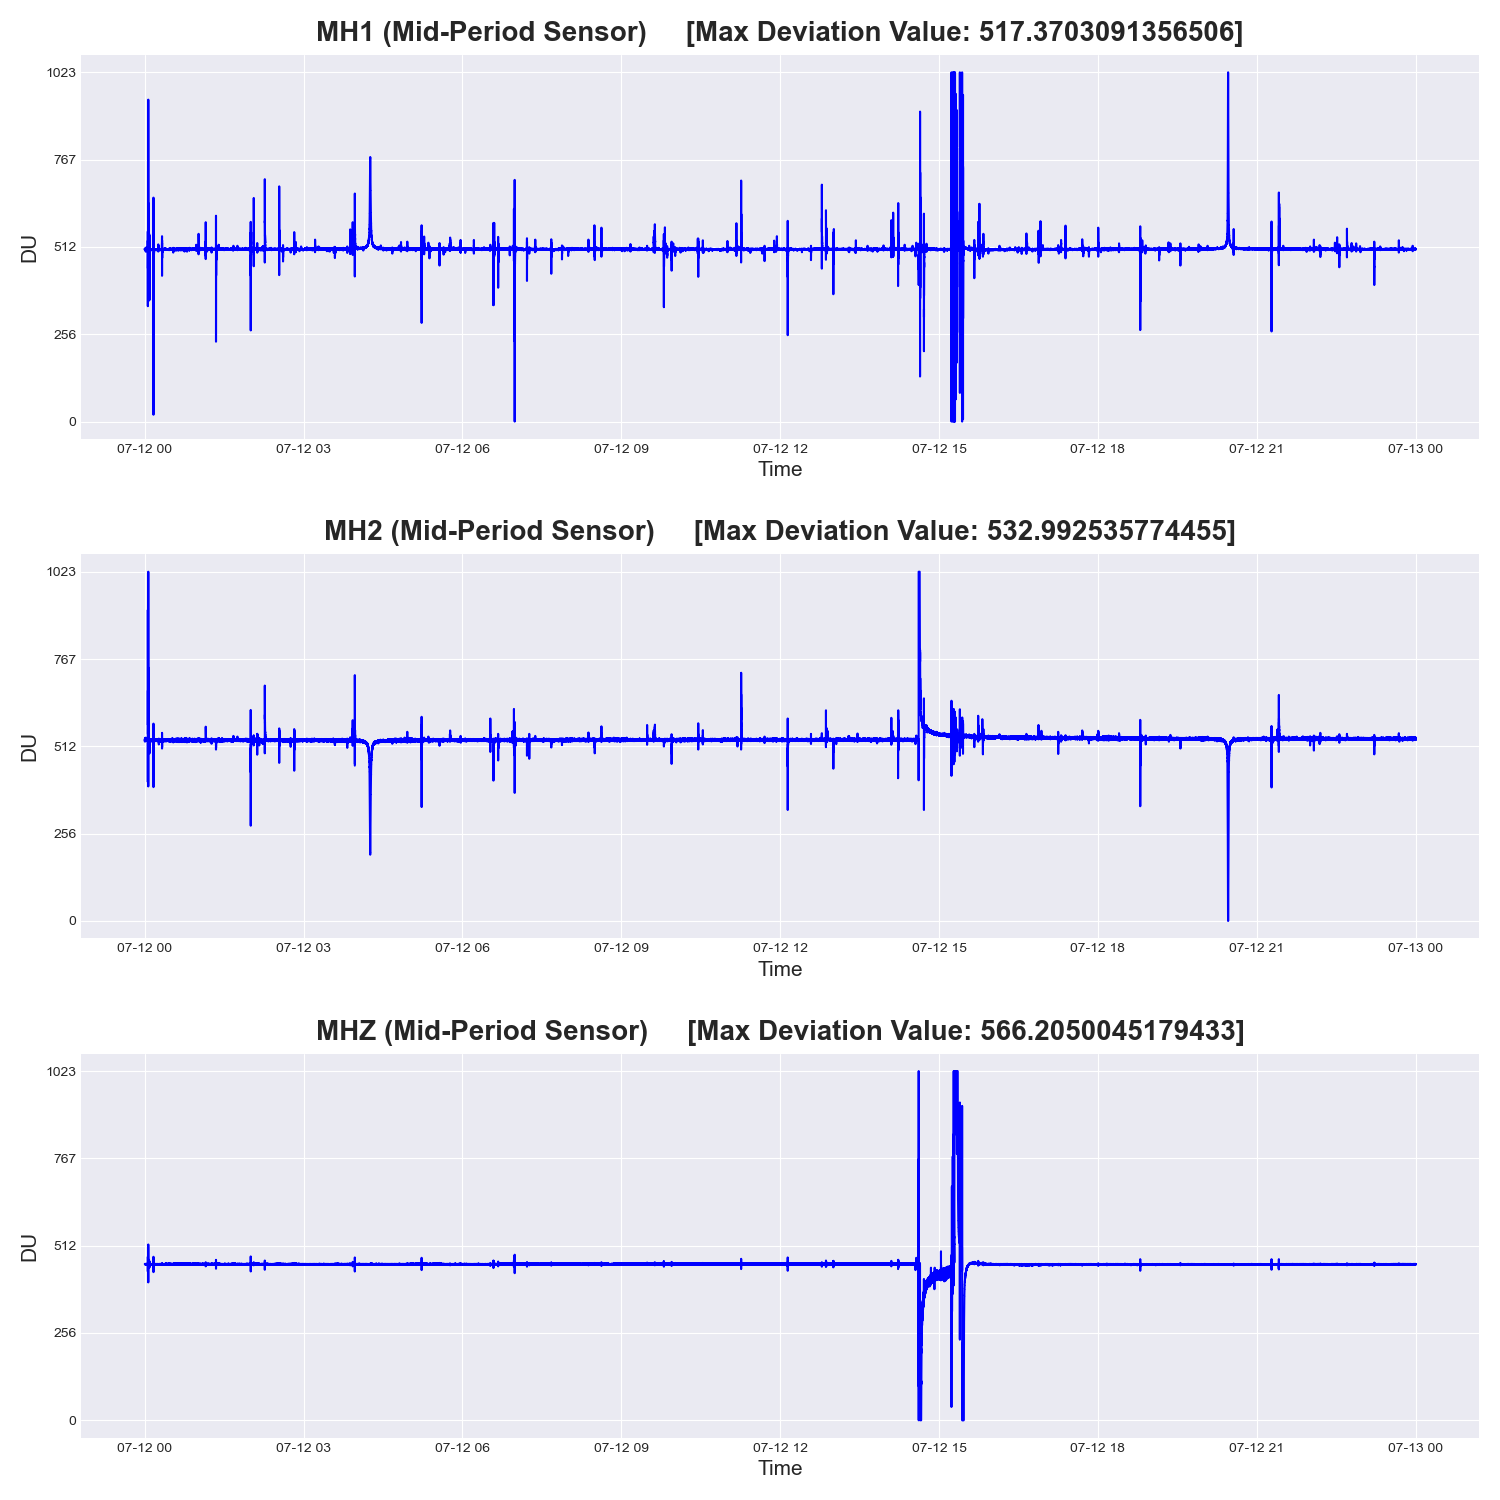 MH1 (Mid-Period Sensor) [Max Deviation Value: 517.3703091356506]
1023
767
512
256
0
DU
07-12 00 07-12 03 07-12 06 07-12 09 07-12 12 07-12 15 07-12 18 07-12 21 07-13 00
Time
MH2 (Mid-Period Sensor) [Max Deviation Value: 532.992535774455]
1023
767
512
256
0
DU
07-12 00 07-12 03 07-12 06 07-12 09 07-12 12 07-12 15 07-12 18 07-12 21 07-13 00
Time
MHZ (Mid-Period Sensor) [Max Deviation Value: 566.2050045179433]
1023
767
512
256
0
DU
07-12 00 07-12 03 07-12 06 07-12 09 07-12 12 07-12 15 07-12 18 07-12 21 07-13 00
Time